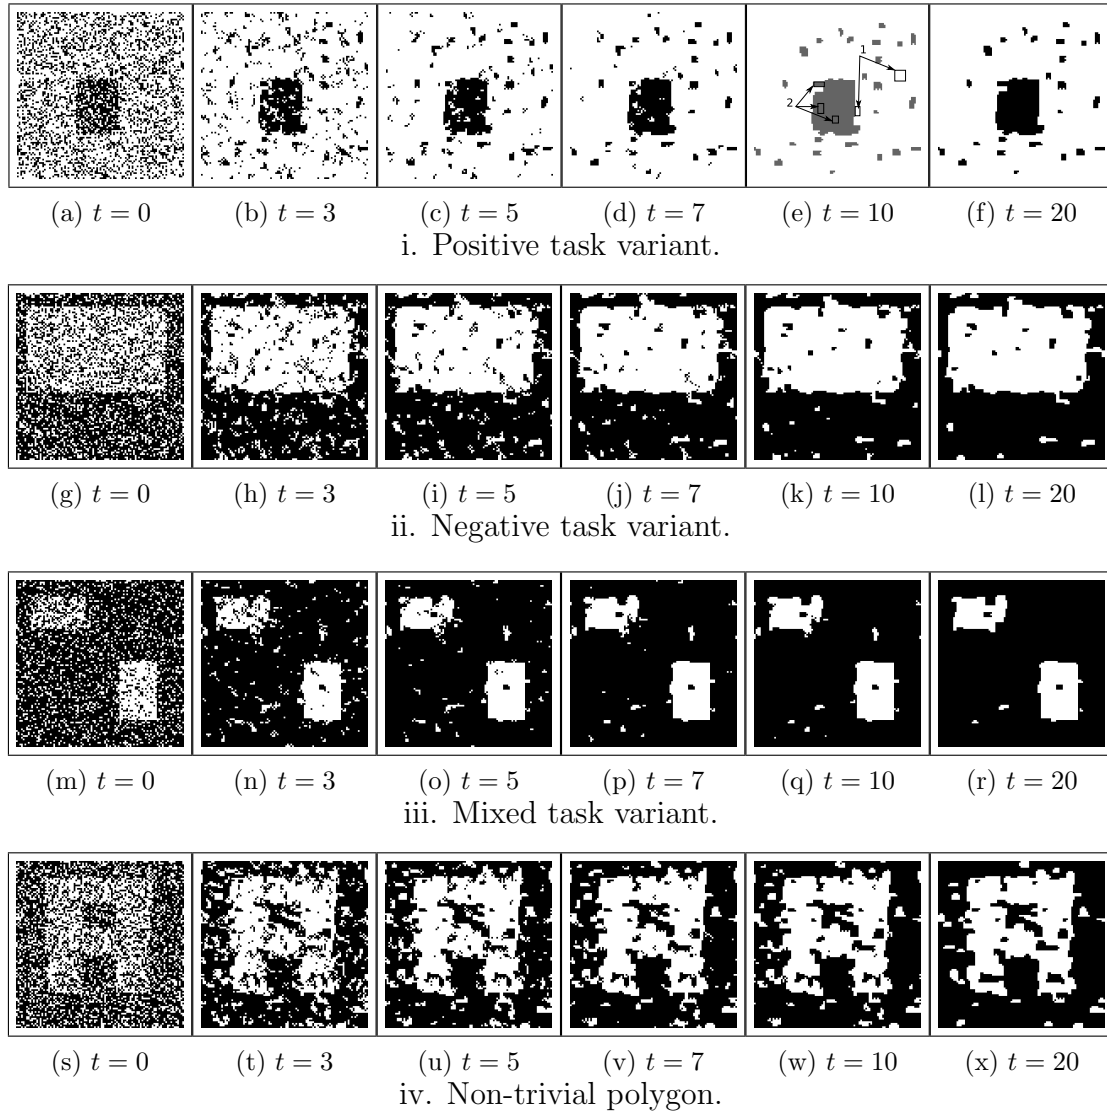 1
2
(a) t = 0 (b) t = 3 (c) t = 5 (d) t = 7 (e) t = 10 (f) t = 20
i. Positive task variant.
(g) t = 0 (h) t = 3 (i) t = 5 (j) t = 7 (k) t = 10 (l) t = 20
ii. Negative task variant.
(m) t = 0 (n) t = 3 (o) t = 5 (p) t = 7 (q) t = 10 (r) t = 20
iii. Mixed task variant.
(s) t = 0 (t) t = 3 (u) t = 5 (v) t = 7 (w) t = 10 (x) t = 20
iv. Non-trivial polygon.